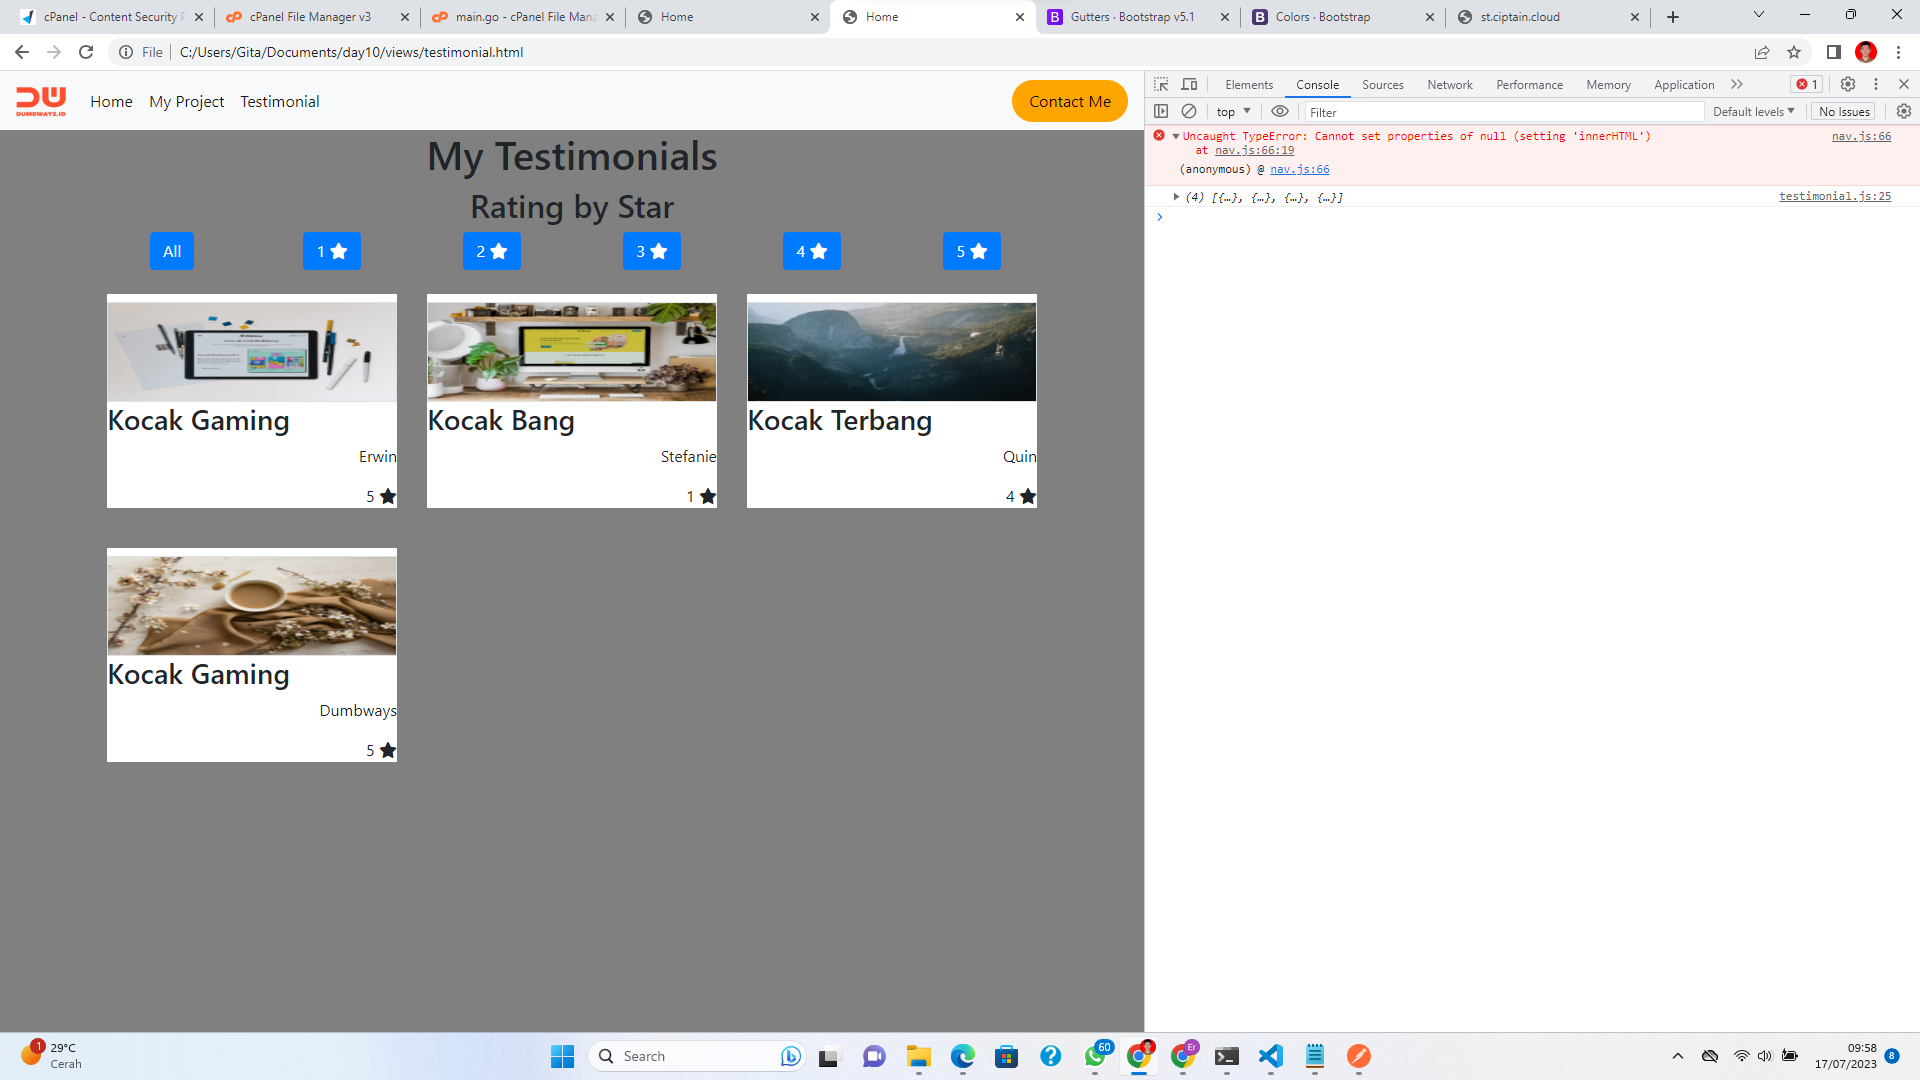 cPanel - Content Security P
cPanel File Manager v3
main.go - cPanel File Mana
Home
Home
Gutters · Bootstrap v5.1
Colors · Bootstrap
st.ciptain.cloud
File
C:/Users/Gita/Documents/day10/views/testimonial.html
DUMBWAYS.ID
Home
My Project
Testimonial
Contact Me
My Testimonials
Rating by Star
All
1
2
3
4
5
Kocak Gaming
Erwin
5
Kocak Bang
Stefanie
1
Kocak Terbang
Quin
4
Kocak Gaming
Dumbways
5
Elements
Console
Sources
Network
Performance
Memory
Application
1
top
Filter
Default levels
No Issues
Uncaught TypeError: Cannot set properties of null (setting 'innerHTML')
nav.js:66
at nav.js:66:19
(anonymous) @ nav.js:66
(4) [{…}, {…}, {…}, {…}]
testimonial.js:25
1
29°C
Cerah
Search
60
Er
09:58
17/07/2023
8